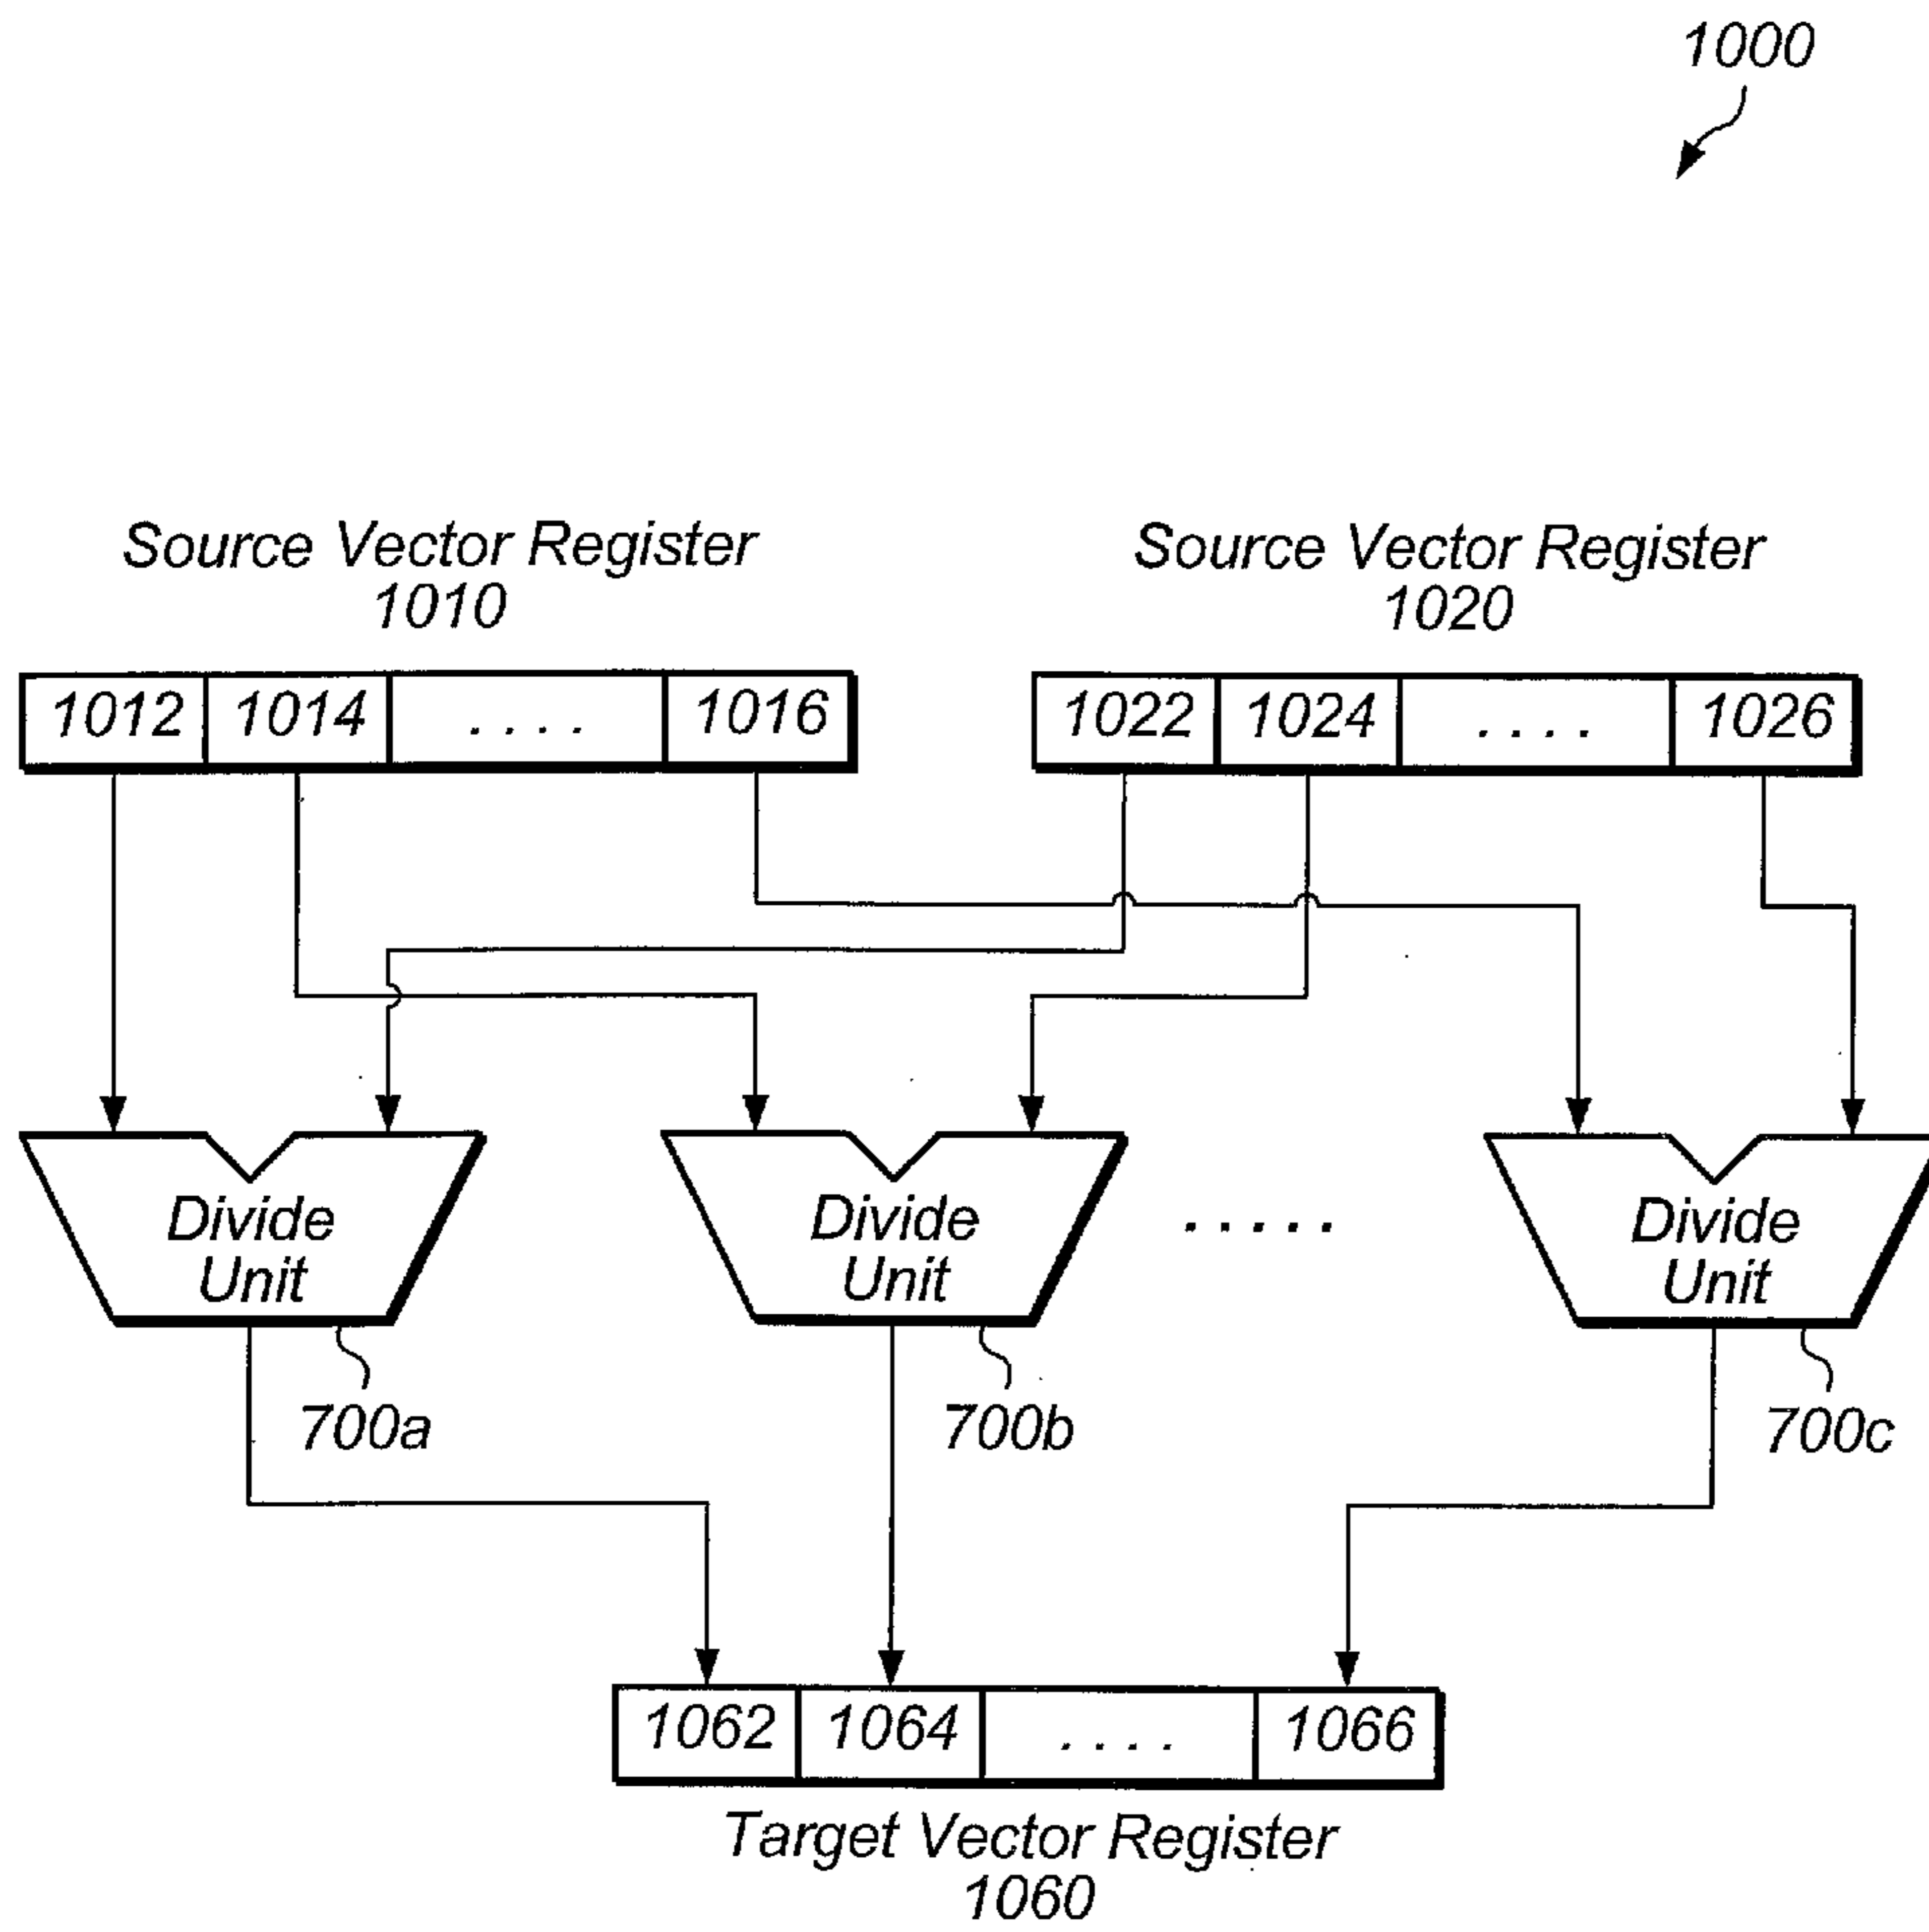 1000
Source Vector Register
1010
Source Vector Register
1020
1012 1014 .... 1016
1022 1024 .... 1026
Divide
Unit
Divide
Unit
.....
Divide
Unit
700a
700b
700c
1062 1064 .... 1066
Target Vector Register
1060